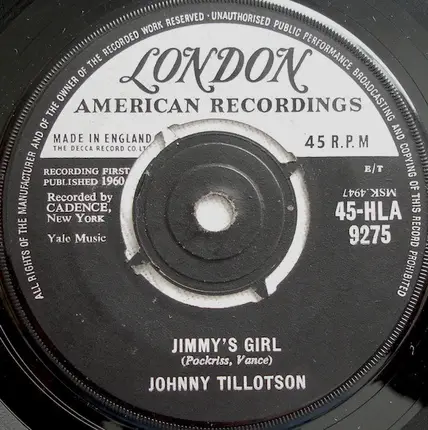 ALL RIGHTS OF THE MANUFACTURER AND OF THE OWNER OF THE RECORDED WORK RESERVED · UNAUTHORISED PUBLIC PERFORMANCE BROADCASTING AND COPYING OF THIS RECORD PROHIBITED
LONDON
AMERICAN RECORDINGS
MADE IN ENGLAND
THE DECCA RECORD CO. LT
45 R.P.M
RECORDING FIRST
PUBLISHED 1960
E/T
MSK.4947
Recorded by
CADENCE,
New York
Yale Music
45-HLA
9275
JIMMY'S GIRL
(Pockriss, Vance)
JOHNNY TILLOTSON